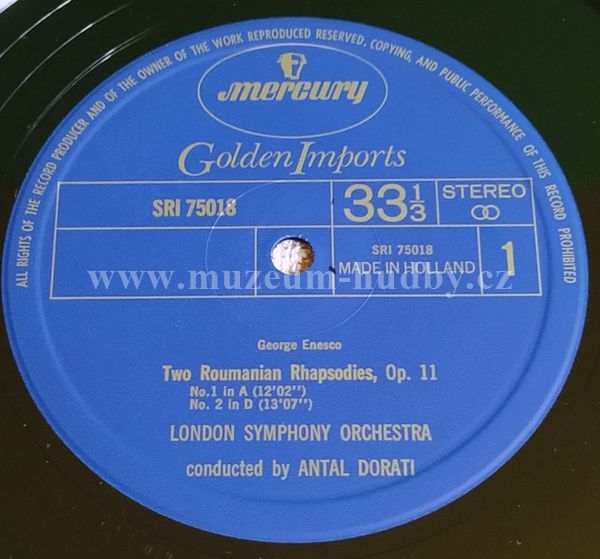 ALL RIGHTS OF THE RECORD PRODUCER AND OF THE OWNER OF THE WORK REPRODUCED RESERVED. COPYING, AND PUBLIC PERFORMANCE OF THIS RECORD PROHIBITED
mercury
Golden Imports
SRI 75018
33 1/3
STEREO
SRI 75018
MADE IN HOLLAND
1
www.muzeum-hudby.cz
George Enesco
Two Roumanian Rhapsodies, Op. 11
No.1 in A (12'02'')
No. 2 in D (13'07'')
LONDON SYMPHONY ORCHESTRA
conducted by ANTAL DORATI